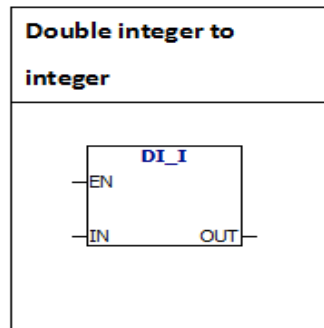 Double integer to
integer
DI_I
EN
IN OUT